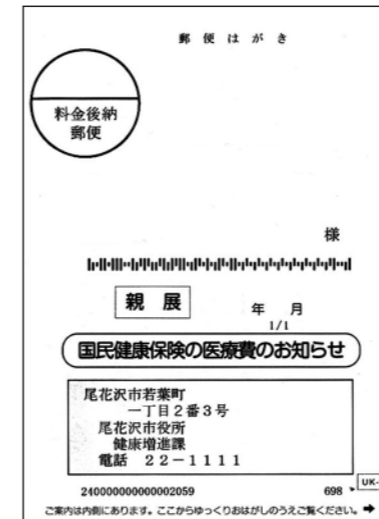 郵便はがき
料金後納
郵便
様
親展
年 月
1/1
国民健康保険の医療費のお知らせ
尾花沢市若葉町
一丁目2番3号
尾花沢市役所
健康増進課
電話 22-1111
240000000000002059
698
UK-
ご案内は内側にあります。ここからゆっくりおはがしのうえご覧ください。➡